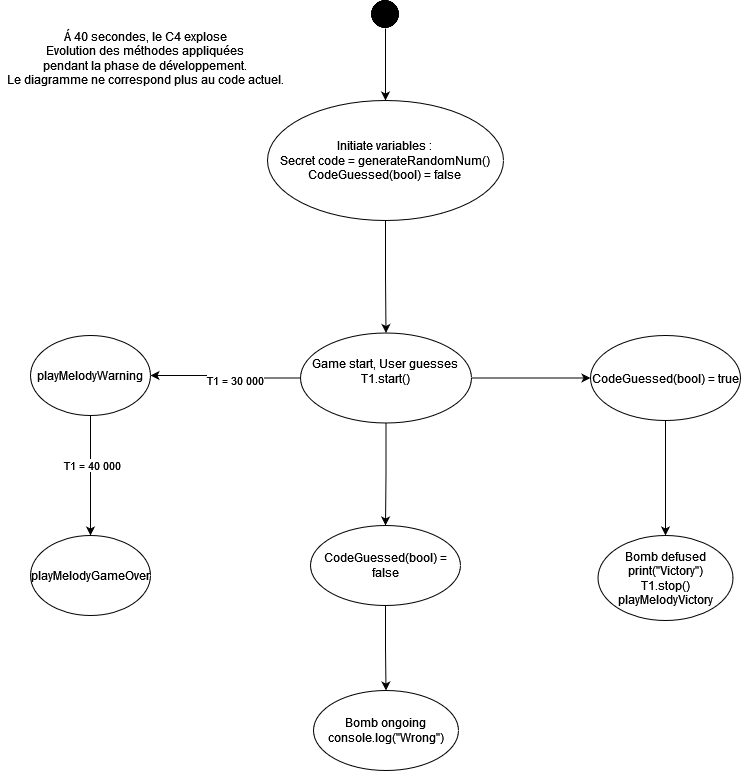 Á 40 secondes, le C4 explose
Evolution des méthodes appliquées
pendant la phase de développement.
Le diagramme ne correspond plus au code actuel.
Initiate variables :
Secret code = generateRandomNum()
CodeGuessed(bool) = false
Game start, User guesses
T1.start()
T1 = 30 000
playMelodyWarning
CodeGuessed(bool) = true
T1 = 40 000
playMelodyGameOver
CodeGuessed(bool) =
false
Bomb defused
print("Victory")
T1.stop()
playMelodyVictory
Bomb ongoing
console.log("Wrong")